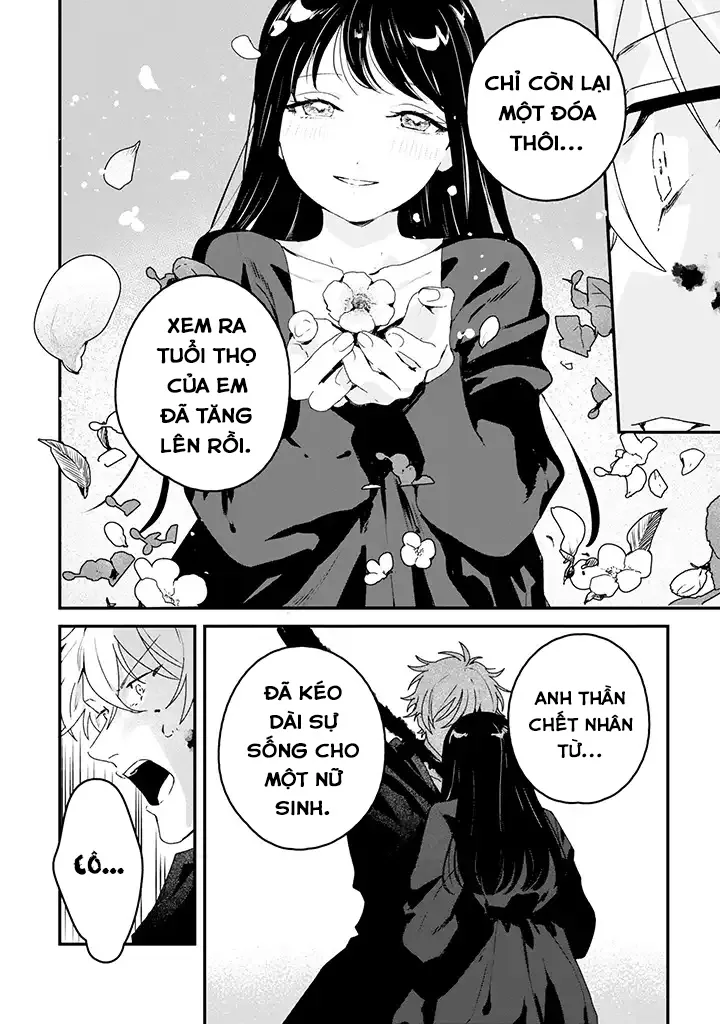 CHỈ CÒN LẠI
MỘT ĐÓA
THÔI...
XEM RA
TUỔI THỌ
CỦA EM
ĐÃ TĂNG
LÊN RỒI.
ANH THẦN
CHẾT NHÂN
TỪ...
ĐÃ KÉO
DÀI SỰ
SỐNG CHO
MỘT NỮ
SINH.
CÔ...